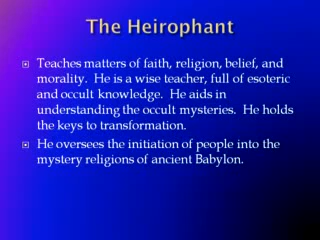 The Heirophant
Teaches matters of faith, religion, belief, and
morality.  He is a wise teacher, full of esoteric
and occult knowledge.  He aids in
understanding the occult mysteries.  He holds
the keys to transformation.
He oversees the initiation of people into the
mystery religions of ancient Babylon.